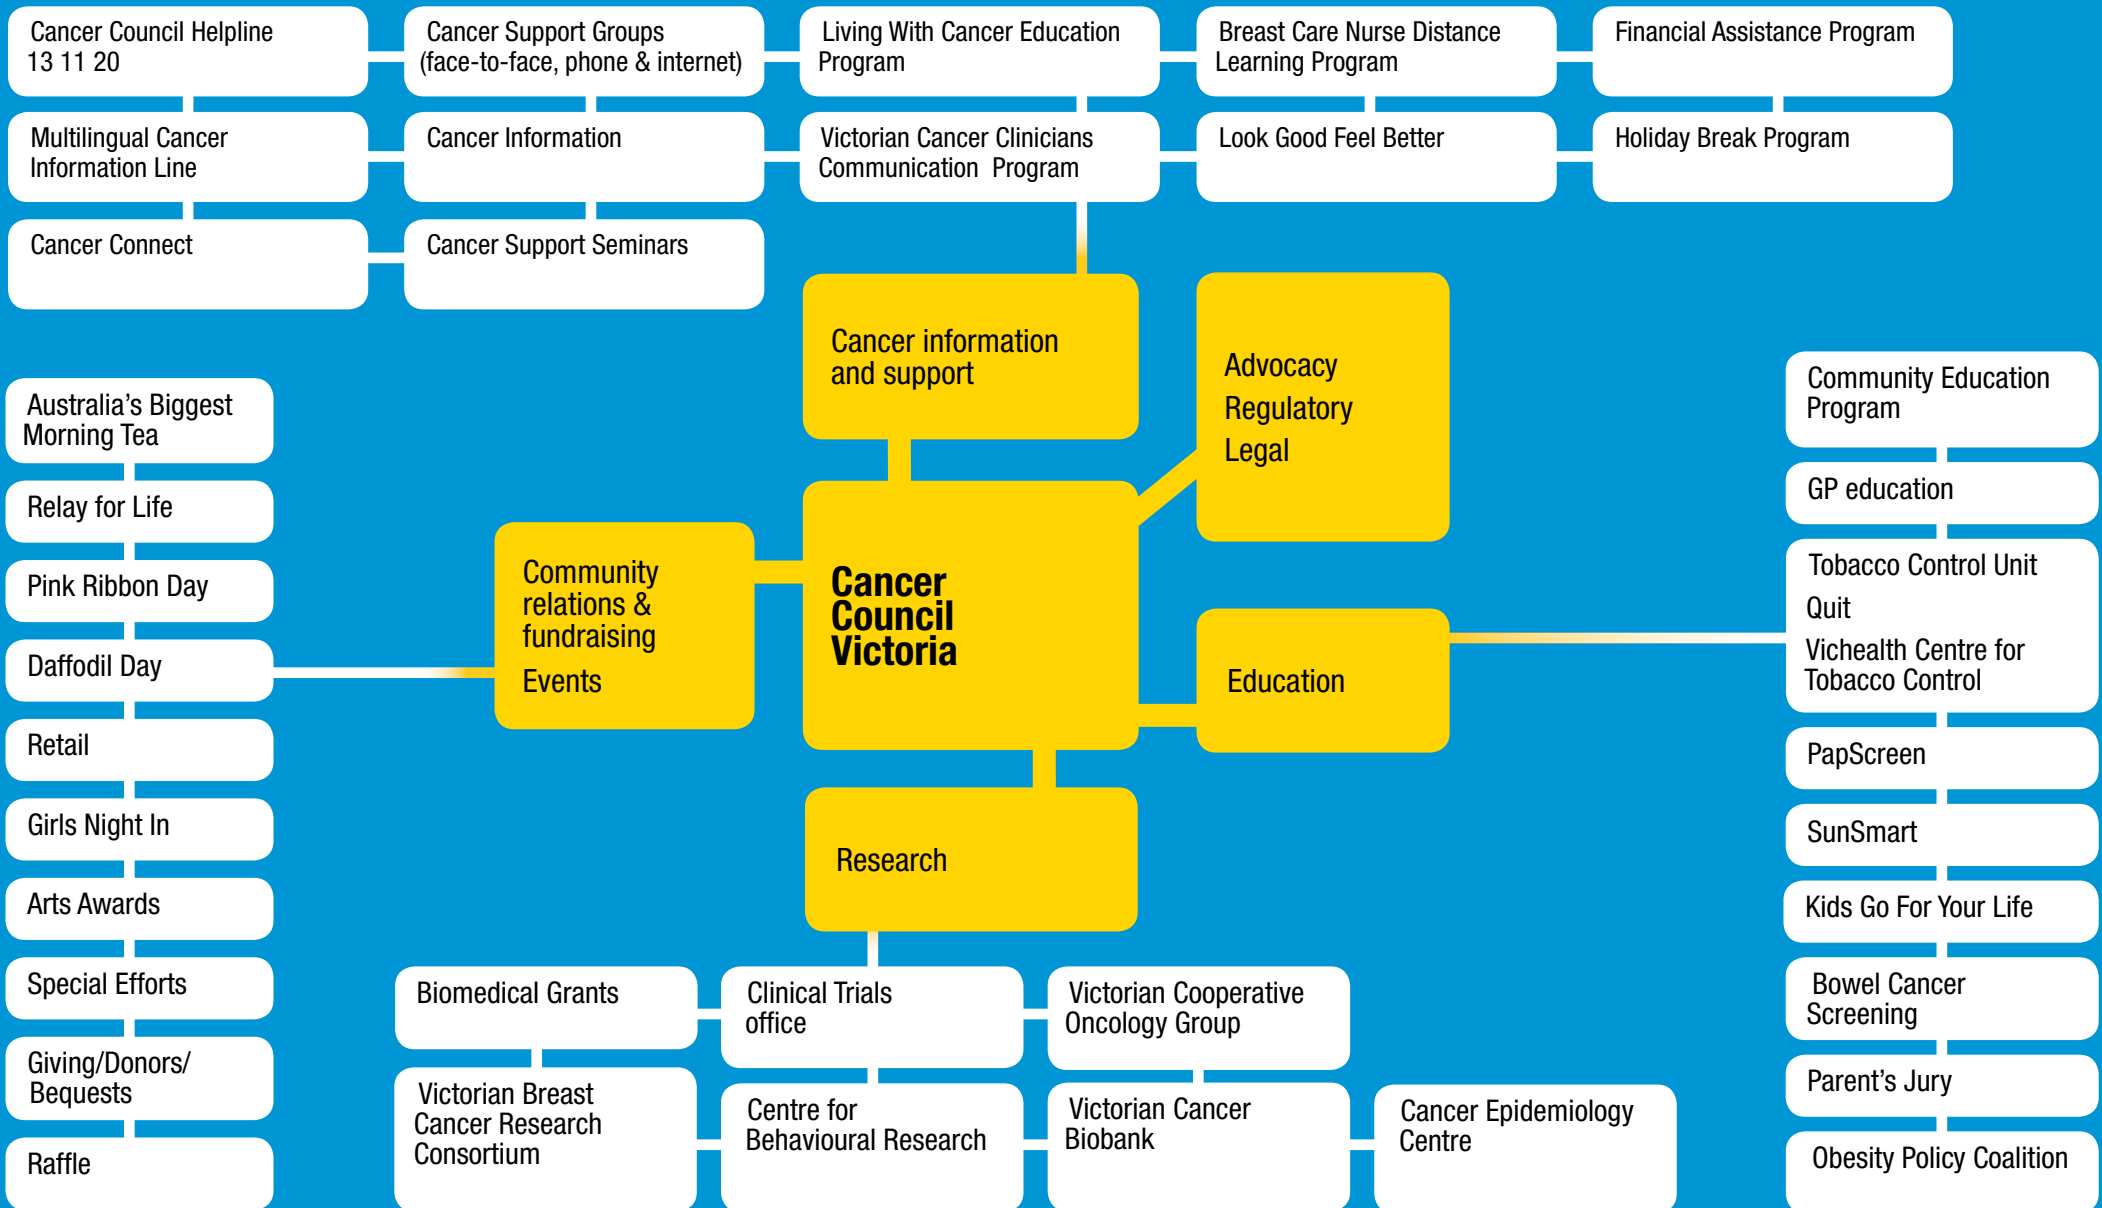 Cancer Council Helpline
13 11 20
Cancer Support Groups
(face-to-face, phone & internet)
Living With Cancer Education
Program
Breast Care Nurse Distance
Learning Program
Financial Assistance Program
Multilingual Cancer
Information Line
Cancer Information
Victorian Cancer Clinicians
Communication Program
Look Good Feel Better
Holiday Break Program
Cancer Connect
Cancer Support Seminars
Cancer information
and support
Advocacy
Regulatory
Legal
Australia's Biggest
Morning Tea
Relay for Life
Pink Ribbon Day
Daffodil Day
Retail
Girls Night In
Arts Awards
Special Efforts
Giving/Donors/
Bequests
Raffle
Community
relations &
fundraising
Events
Cancer
Council
Victoria
Education
Research
Community Education
Program
GP education
Tobacco Control Unit
Quit
Vichealth Centre for
Tobacco Control
PapScreen
SunSmart
Kids Go For Your Life
Bowel Cancer
Screening
Parent's Jury
Obesity Policy Coalition
Biomedical Grants
Clinical Trials
office
Victorian Cooperative
Oncology Group
Victorian Breast
Cancer Research
Consortium
Centre for
Behavioural Research
Victorian Cancer
Biobank
Cancer Epidemiology
Centre